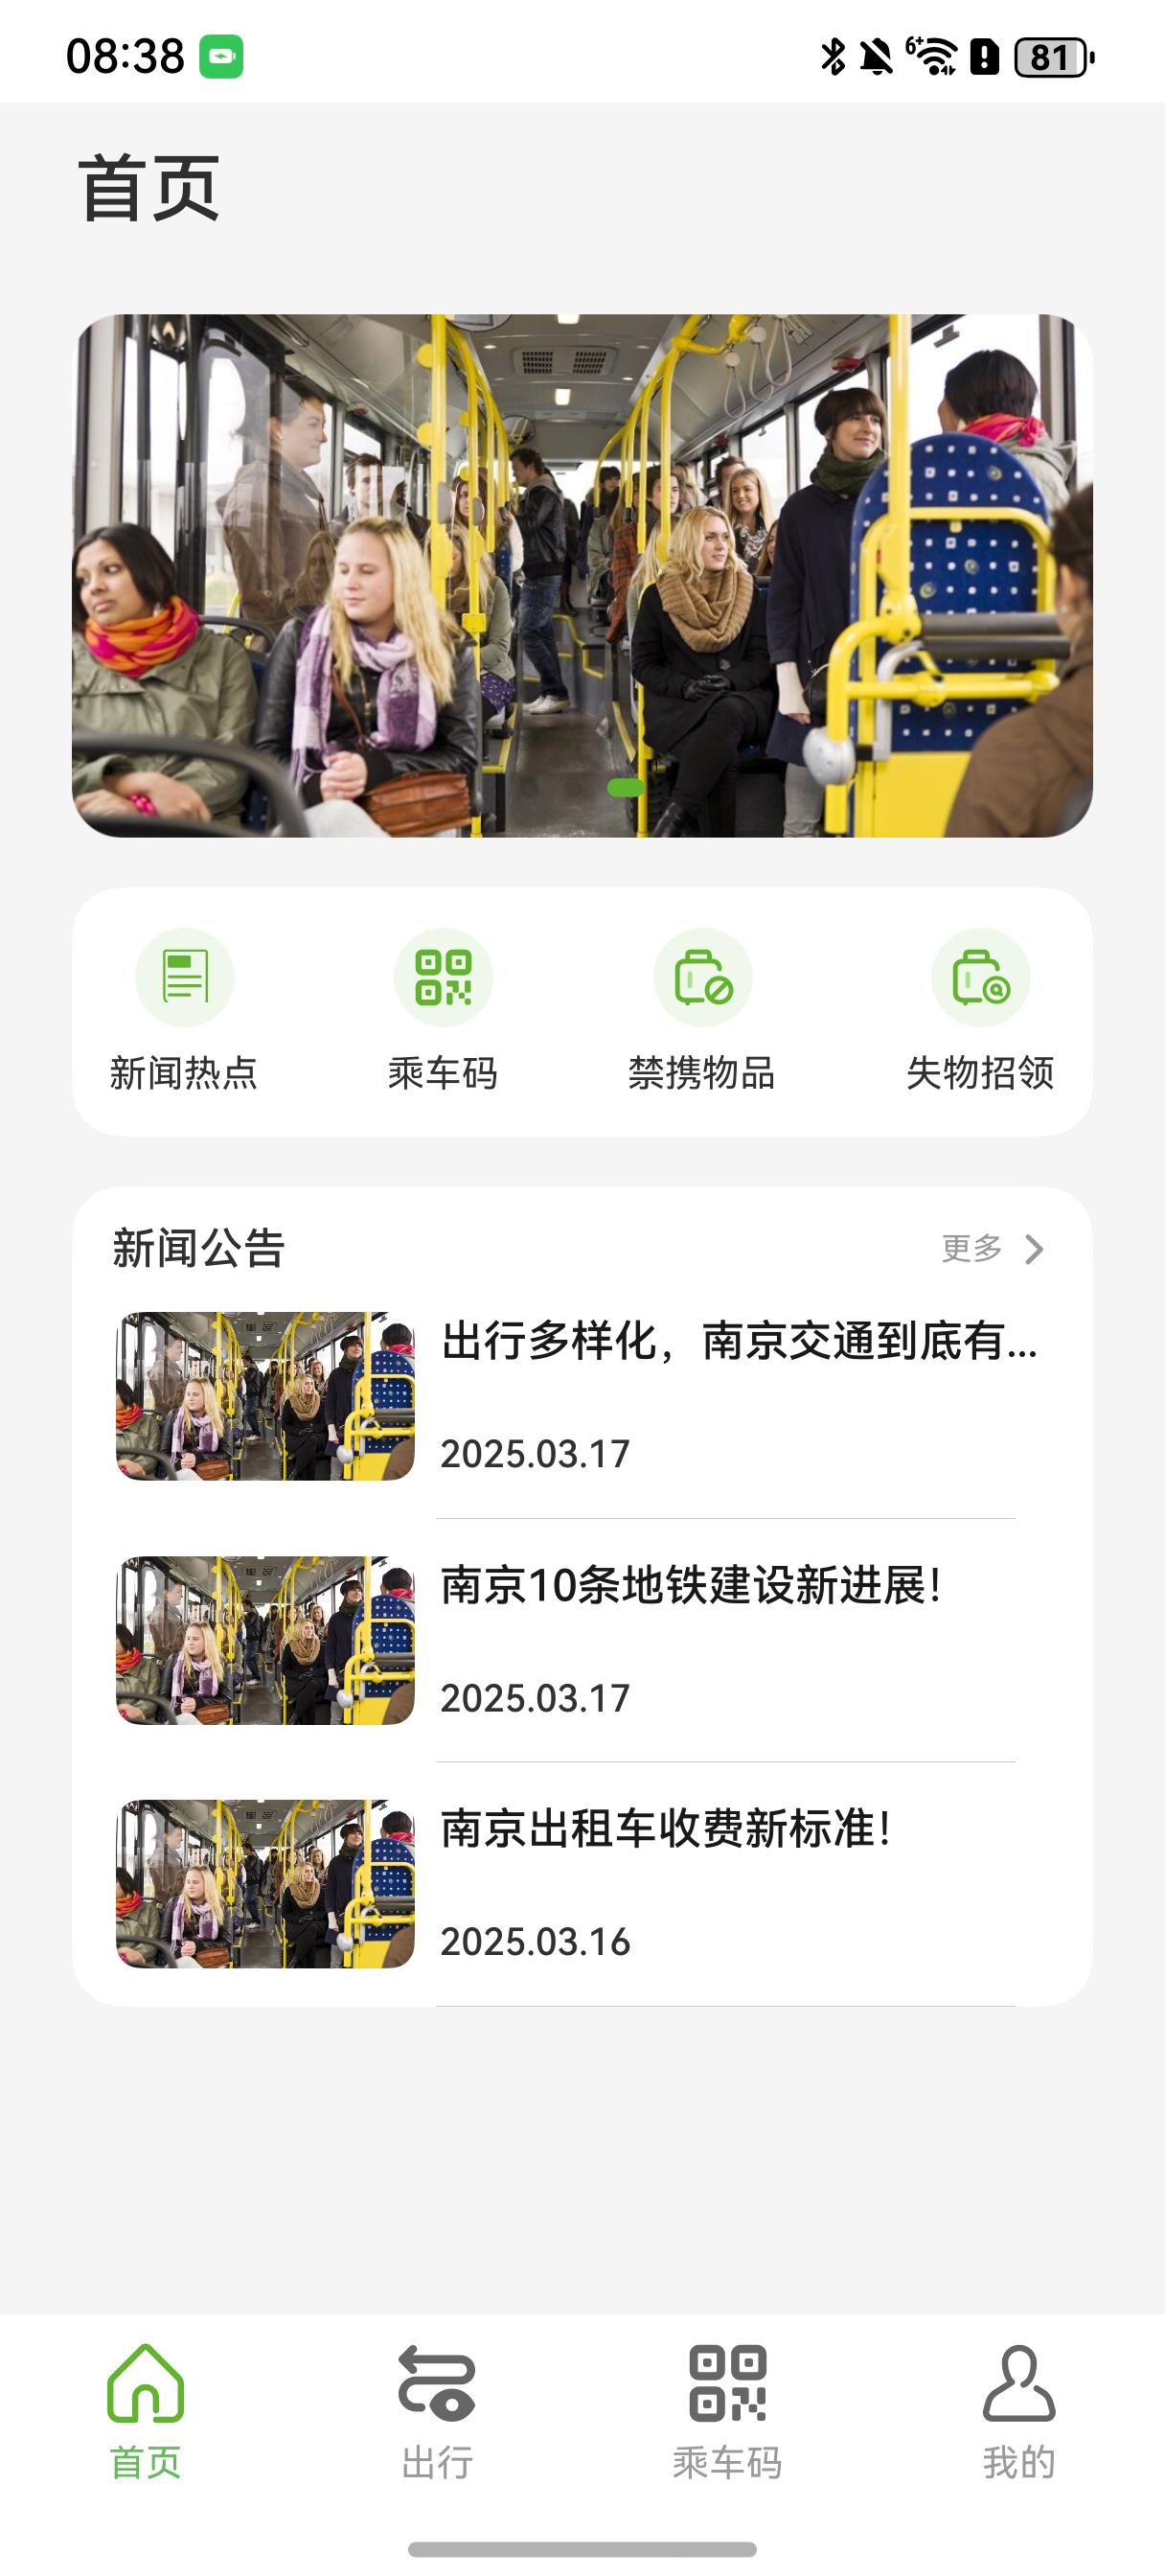 08:38
6+
81
首页
新闻热点
乘车码
禁携物品
失物招领
新闻公告
更多
出行多样化，南京交通到底有...
2025.03.17
南京10条地铁建设新进展！
2025.03.17
南京出租车收费新标准！
2025.03.16
首页
出行
乘车码
我的